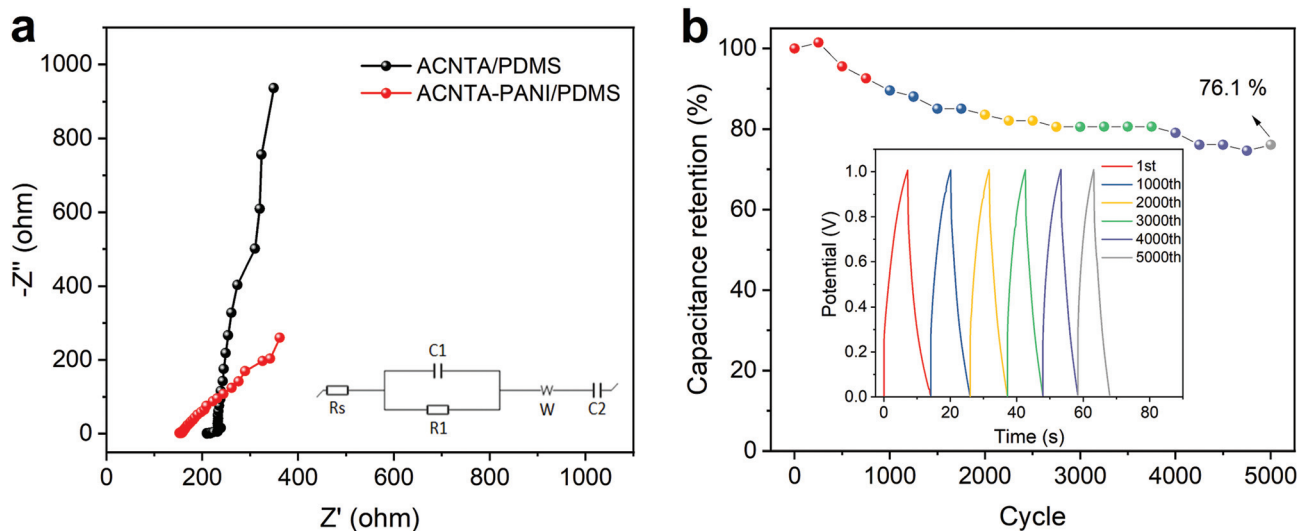 a
ACNTA/PDMS
ACNTA-PANI/PDMS
1000
800
600
400
200
0
-Z" (ohm)
0 200 400 600 800 1000
Z' (ohm)
Rs
C1
R1
W
W
C2
b
100
80
60
40
20
0
Capacitance retention (%)
76.1 %
0 1000 2000 3000 4000 5000
Cycle
1.0
0.8
0.6
0.4
0.2
0.0
Potential (V)
1st
1000th
2000th
3000th
4000th
5000th
0 20 40 60 80
Time (s)